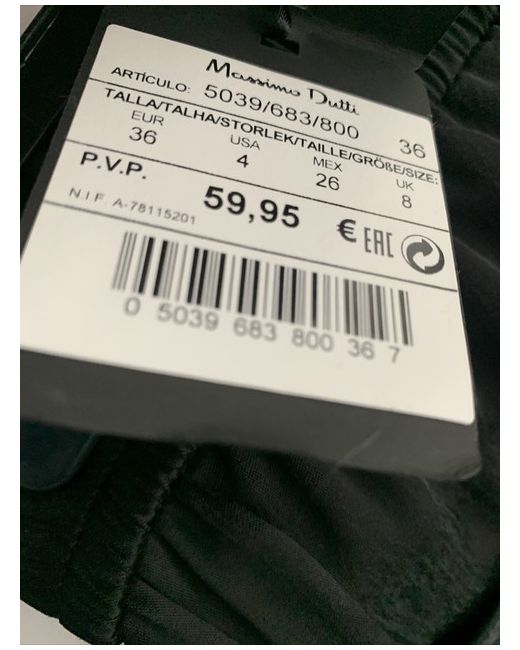 Massimo Dutti
ARTÍCULO: 5039/683/800 36
TALLA/TALHA/STORLEK/TAILLE/GRÖßE/SIZE:
EUR USA MEX UK
36 4 26 8
P.V.P. 59,95 € EAC
N.I.F. A-78115201
0 5039 683 800 36 7